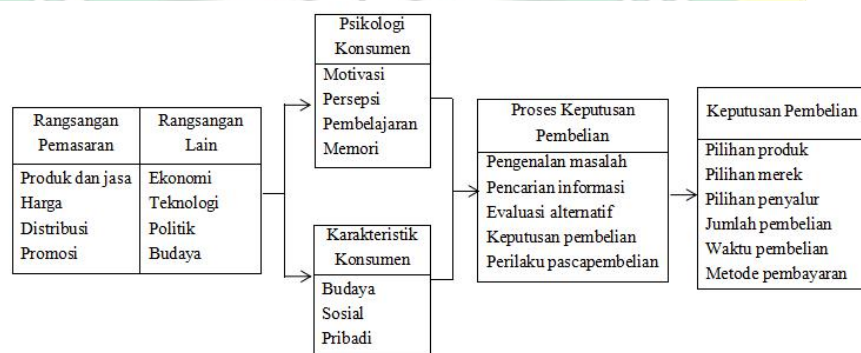 Rangsangan
Pemasaran
Produk dan jasa
Harga
Distribusi
Promosi
Rangsangan
Lain
Ekonomi
Teknologi
Politik
Budaya
Psikologi
Konsumen
Motivasi
Persepsi
Pembelajaran
Memori
Karakteristik
Konsumen
Budaya
Sosial
Pribadi
Proses Keputusan
Pembelian
Pengenalan masalah
Pencarian informasi
Evaluasi alternatif
Keputusan pembelian
Perilaku pascapembelian
Keputusan Pembelian
Pilihan produk
Pilihan merek
Pilihan penyalur
Jumlah pembelian
Waktu pembelian
Metode pembayaran